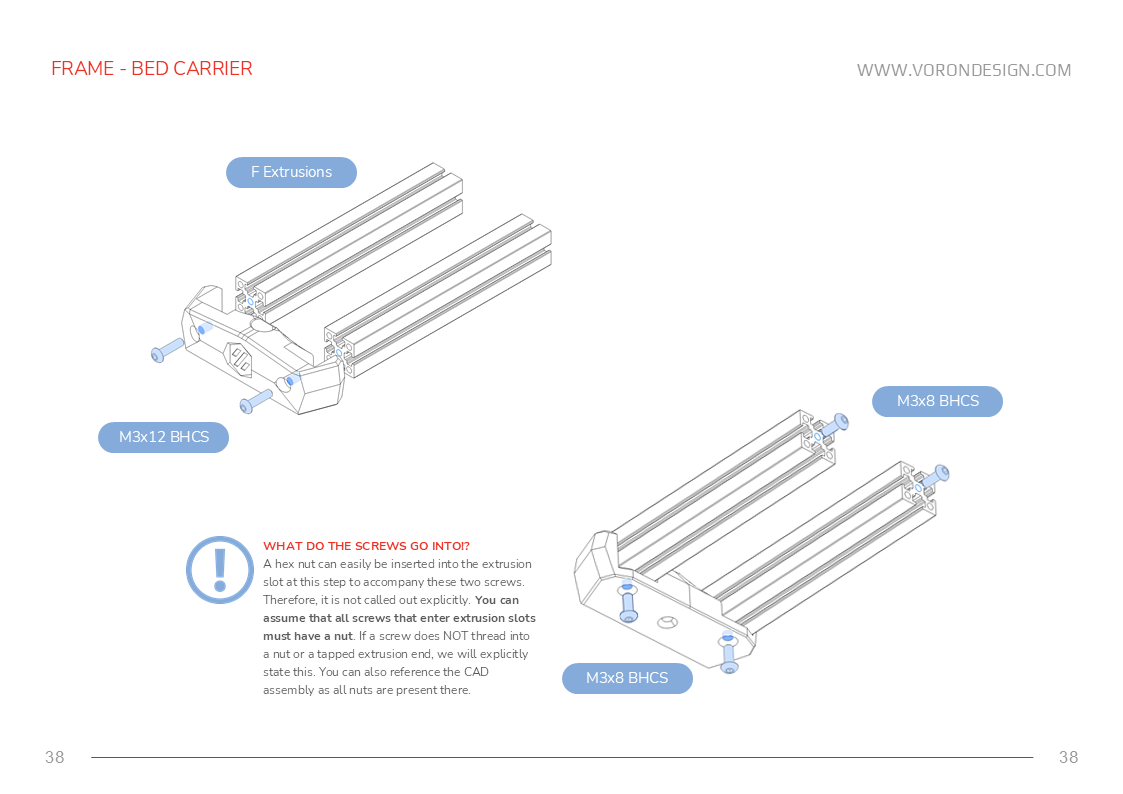 FRAME - BED CARRIER
WWW.VORONDESIGN.COM
F Extrusions
M3x12 BHCS
M3x8 BHCS
WHAT DO THE SCREWS GO INTO!?
A hex nut can easily be inserted into the extrusion
slot at this step to accompany these two screws.
Therefore, it is not called out explicitly. You can
assume that all screws that enter extrusion slots
must have a nut. If a screw does NOT thread into
a nut or a tapped extrusion end, we will explicitly
state this. You can also reference the CAD
assembly as all nuts are present there.
M3x8 BHCS
38
38